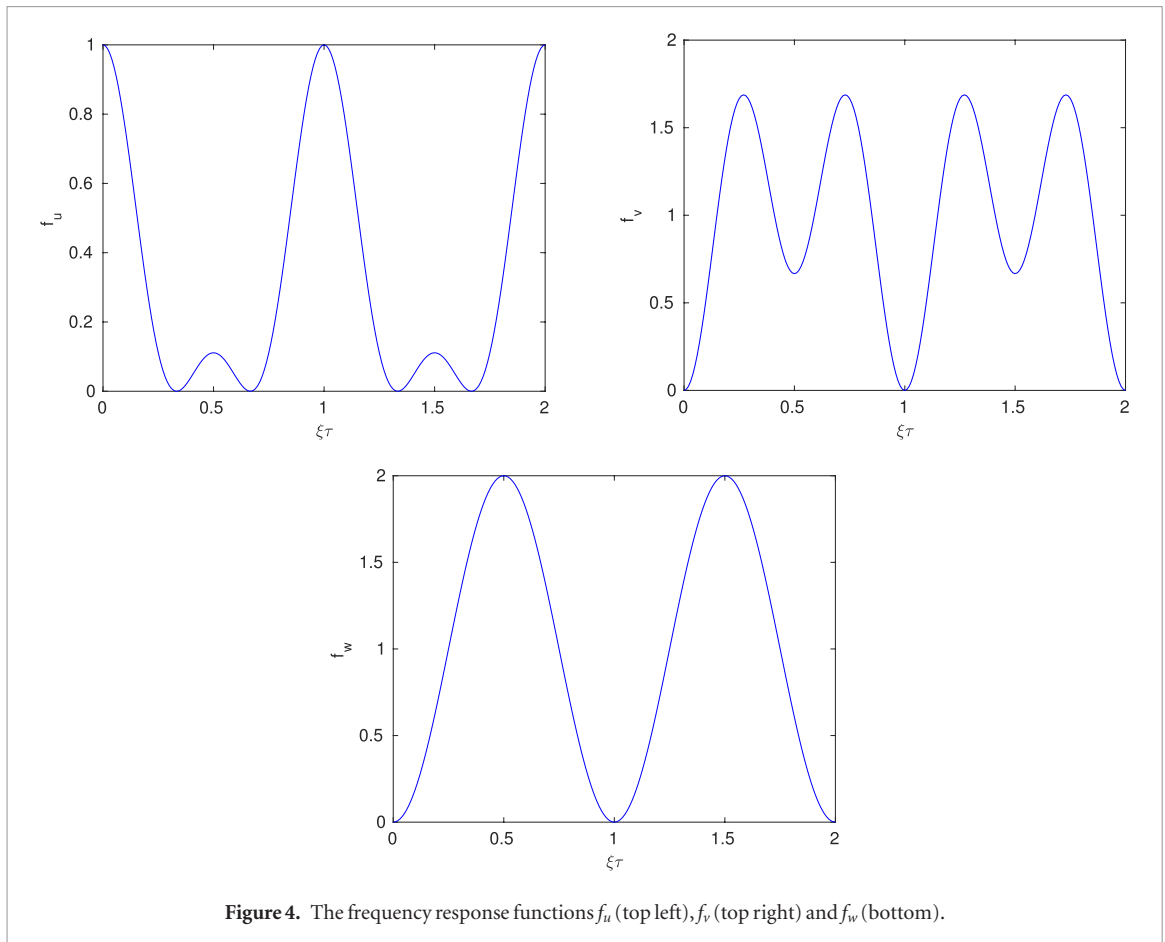 1
0.8
0.6
0.4
0.2
0
f_u
0 0.5 1 1.5 2
ξτ
2
1.5
1
0.5
0
f_v
0 0.5 1 1.5 2
ξτ
2
1.5
1
0.5
0
f_w
0 0.5 1 1.5 2
ξτ
Figure 4. The frequency response functions f_u (top left), f_v (top right) and f_w (bottom).